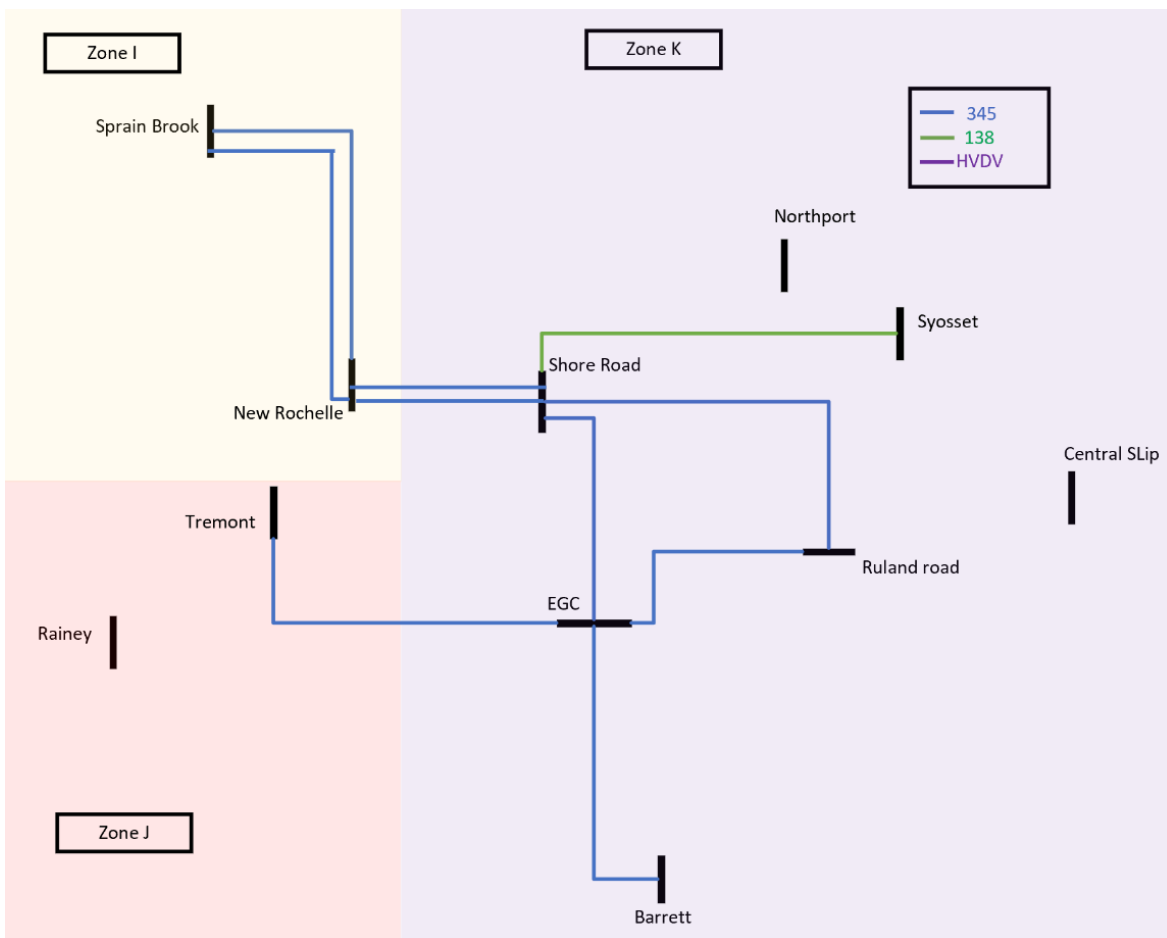 Zone I
Zone K
345
138
HVDV
Sprain Brook
Northport
Syosset
Shore Road
New Rochelle
Central SLip
Tremont
Ruland road
EGC
Rainey
Zone J
Barrett